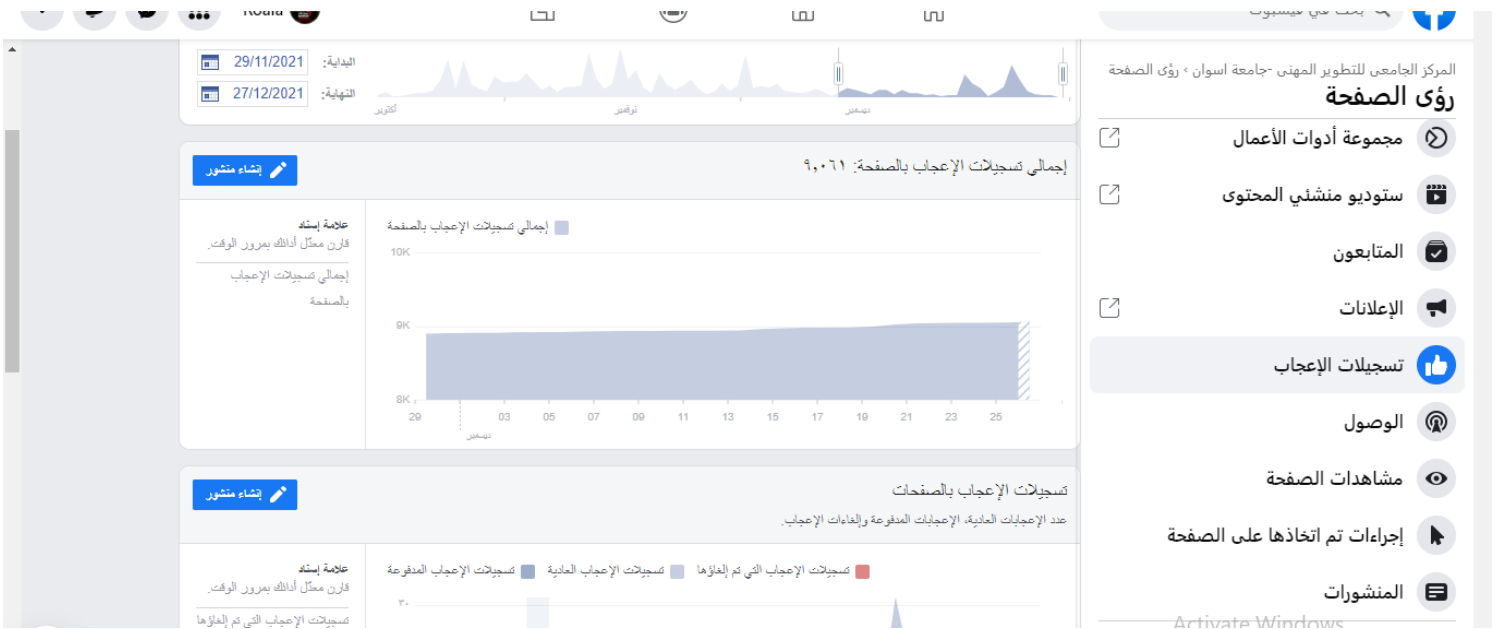 بحث في فيسبوك
Koala
المركز الجامعى للتطوير المهنى -جامعة اسوان › رؤى الصفحة
رؤى الصفحة
مجموعة أدوات الأعمال
ستوديو منشئي المحتوى
المتابعون
الإعلانات
تسجيلات الإعجاب
الوصول
مشاهدات الصفحة
إجراءات تم اتخاذها على الصفحة
المنشورات
Activate Windows
البداية: 29/11/2021
النهاية: 27/12/2021
أكتوبر نوفمبر ديسمبر
إجمالي تسجيلات الإعجاب بالصفحة: ٩,٠٦١
إنشاء منشور
إجمالي تسجيلات الإعجاب بالصفحة
10K
9K
8K
29 03 05 07 09 11 13 15 17 19 21 23 25
ديسمبر
علامة إسناد
قارن معدّل أدائك بمرور الوقت.
إجمالي تسجيلات الإعجاب
بالصفحة
تسجيلات الإعجاب بالصفحات
إنشاء منشور
عدد الإعجابات العادية، الإعجابات المدفوعة وإلغاءات الإعجاب.
تسجيلات الإعجاب التي تم إلغاؤها تسجيلات الإعجاب العادية تسجيلات الإعجاب المدفوعة
٣٠
علامة إسناد
قارن معدّل أدائك بمرور الوقت.
تسجيلات الإعجاب التي تم إلغاؤها